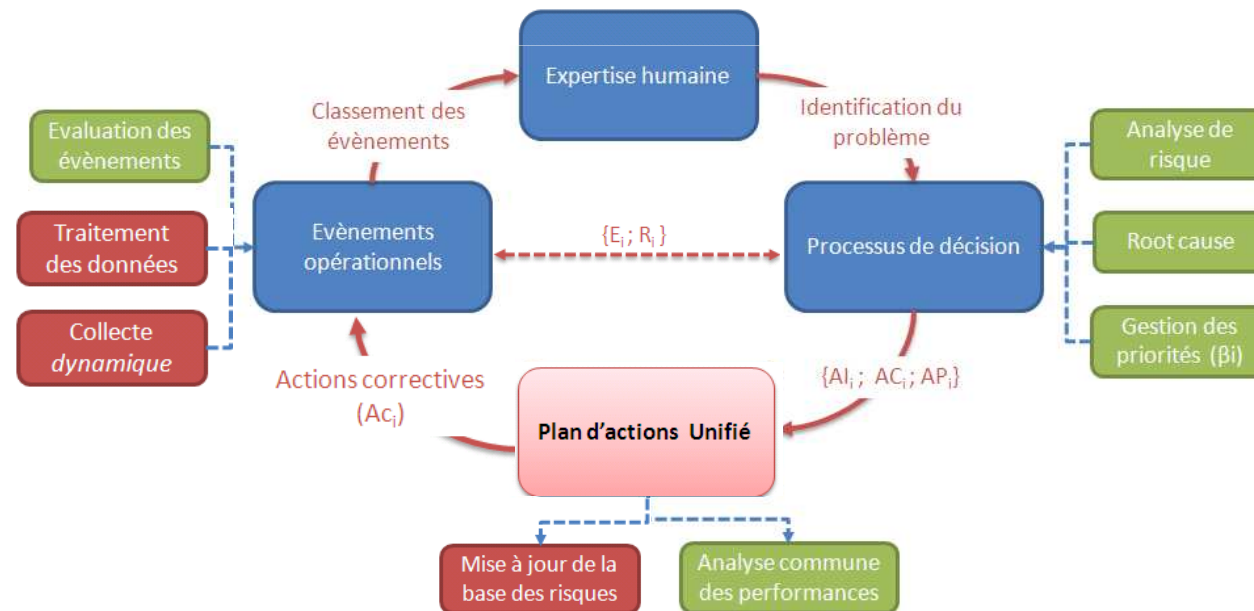 Expertise humaine
Classement des
évènements
Identification du
problème
Evaluation des
évènements
Analyse de
risque
Traitement
des données
Evènements
opérationnels
{Ei ; Ri }
Processus de décision
Root cause
Collecte
dynamique
Gestion des
priorités (βi)
Actions correctives
(Aci)
{AIi ; ACi ; APi}
Plan d’actions Unifié
Mise à jour de la
base des risques
Analyse commune
des performances